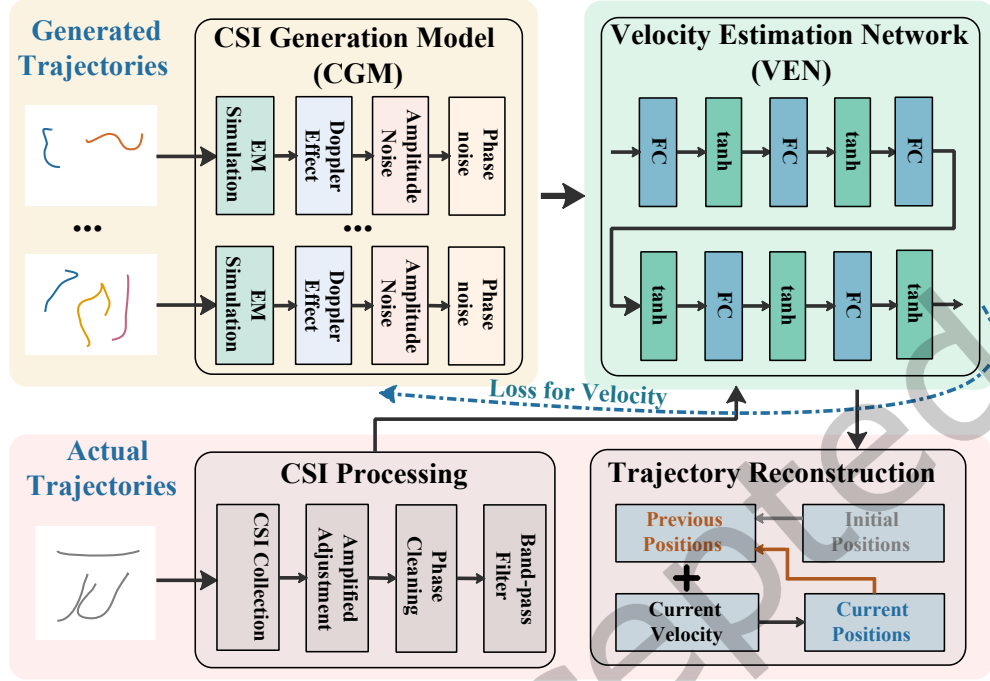 Generated
Trajectories
CSI Generation Model
(CGM)
EM
Simulation
Doppler
Effect
Amplitude
Noise
Phase
noise
...
...
EM
Simulation
Doppler
Effect
Amplitude
Noise
Phase
noise
Velocity Estimation Network
(VEN)
FC
tanh
FC
tanh
FC
tanh
FC
tanh
FC
tanh
Loss for Velocity
Actual
Trajectories
CSI Processing
CSI Collection
Amplified
Adjustment
Phase
Cleaning
Band-pass
Filter
Trajectory Reconstruction
Previous
Positions
Initial
Positions
+
Current
Velocity
Current
Positions
epted